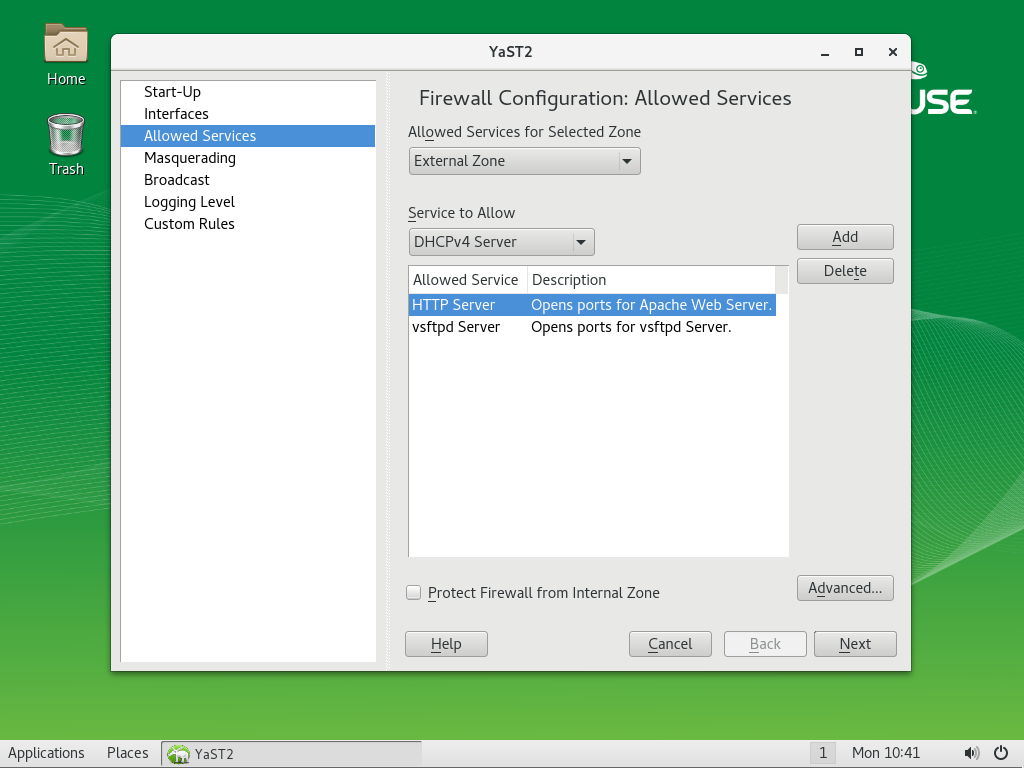 Home
Trash
YaST2
USE
Start-Up
Interfaces
Allowed Services
Masquerading
Broadcast
Logging Level
Custom Rules
Firewall Configuration: Allowed Services
Allowed Services for Selected Zone
External Zone
Service to Allow
DHCPv4 Server
Add
Delete
Allowed Service Description
HTTP Server Opens ports for Apache Web Server.
vsftpd Server Opens ports for vsftpd Server.
Protect Firewall from Internal Zone
Advanced...
Help Cancel Back Next
Applications Places YaST2 1 Mon 10:41